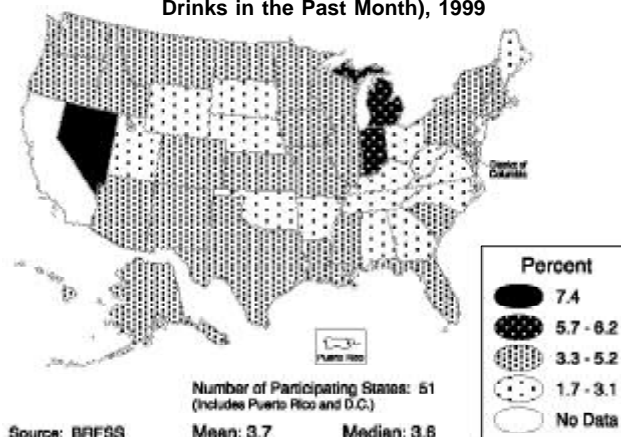 Drinks in the Past Month), 1999
District of
Columbia
Percent
7.4
5.7 - 6.2
3.3 - 5.2
1.7 - 3.1
No Data
Puerto Rico
Number of Participating States: 51
(Includes Puerto Rico and D.C.)
Source: BRFSS
Mean: 3.7
Median: 3.6